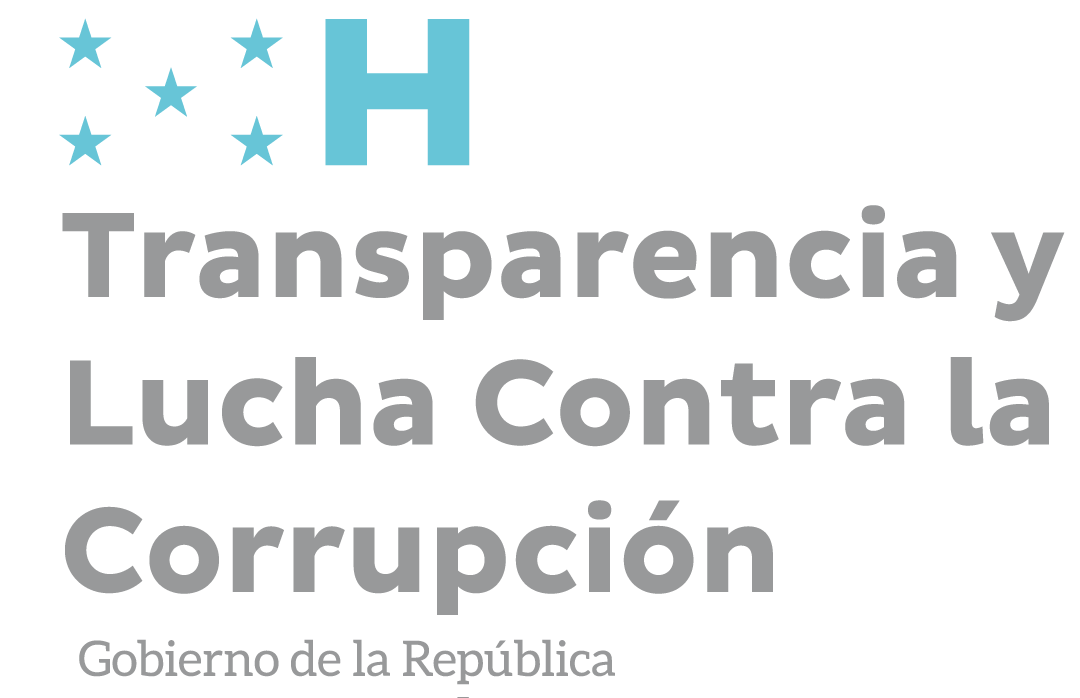 H
Transparencia y
Lucha Contra la
Corrupción
Gobierno de la República